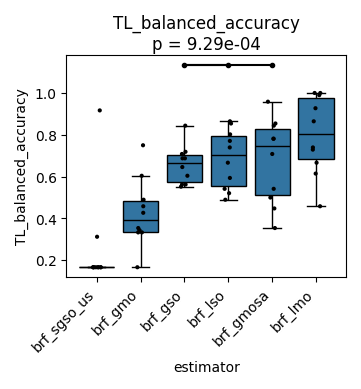 TL_balanced_accuracy
p = 9.29e-04
TL_balanced_accuracy
1.0
0.8
0.6
0.4
0.2
brf_sgso_us
brf_gmo
brf_gso
brf_lso
brf_gmosa
brf_lmo
estimator